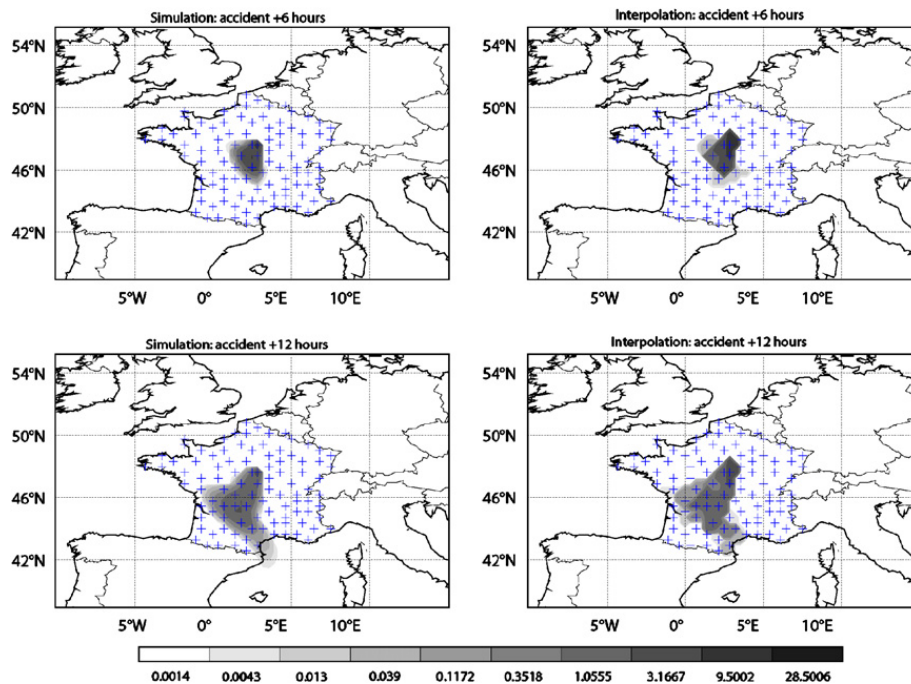 Simulation: accident +6 hours
Interpolation: accident +6 hours
54°N
50°N
46°N
42°N
5°W 0° 5°E 10°E
54°N
50°N
46°N
42°N
5°W 0° 5°E 10°E
Simulation: accident +12 hours
Interpolation: accident +12 hours
54°N
50°N
46°N
42°N
5°W 0° 5°E 10°E
54°N
50°N
46°N
42°N
5°W 0° 5°E 10°E
0.0014 0.0043 0.013 0.039 0.1172 0.3518 1.0555 3.1667 9.5002 28.5006